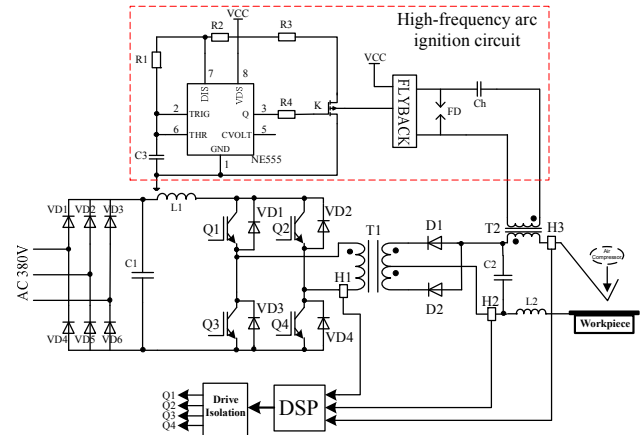 High-frequency arc
ignition circuit
VCC
R2
R3
R1
VCC
7
8
DIS
VDS
FLYBACK
Ch
FD
2
TRIG
Q
3
R4
K
6
THR
CVOLT
5
C3
GND
1
NE555
L1
VD1
VD2
VD3
Q1
VD1
Q2
VD2
T1
D1
T2
H3
Air
Compressor
AC 380V
C1
H1
C2
Q3
VD3
Q4
VD4
D2
H2
L2
VD4
VD5
VD6
Workpiece
Q1
Q2
Q3
Q4
Drive
Isolation
DSP